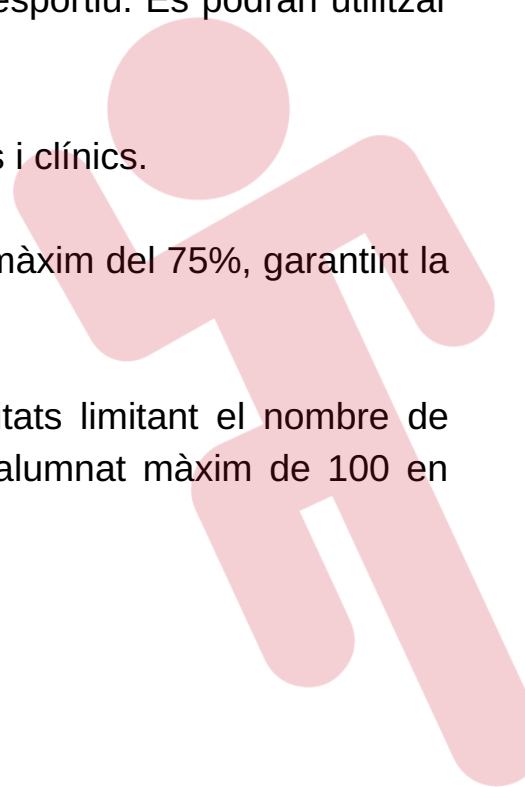 esportiu. Es podran utilitzar
s i clínics.
màxim del 75%, garantint la
itats limitant el nombre de
alumnat màxim de 100 en